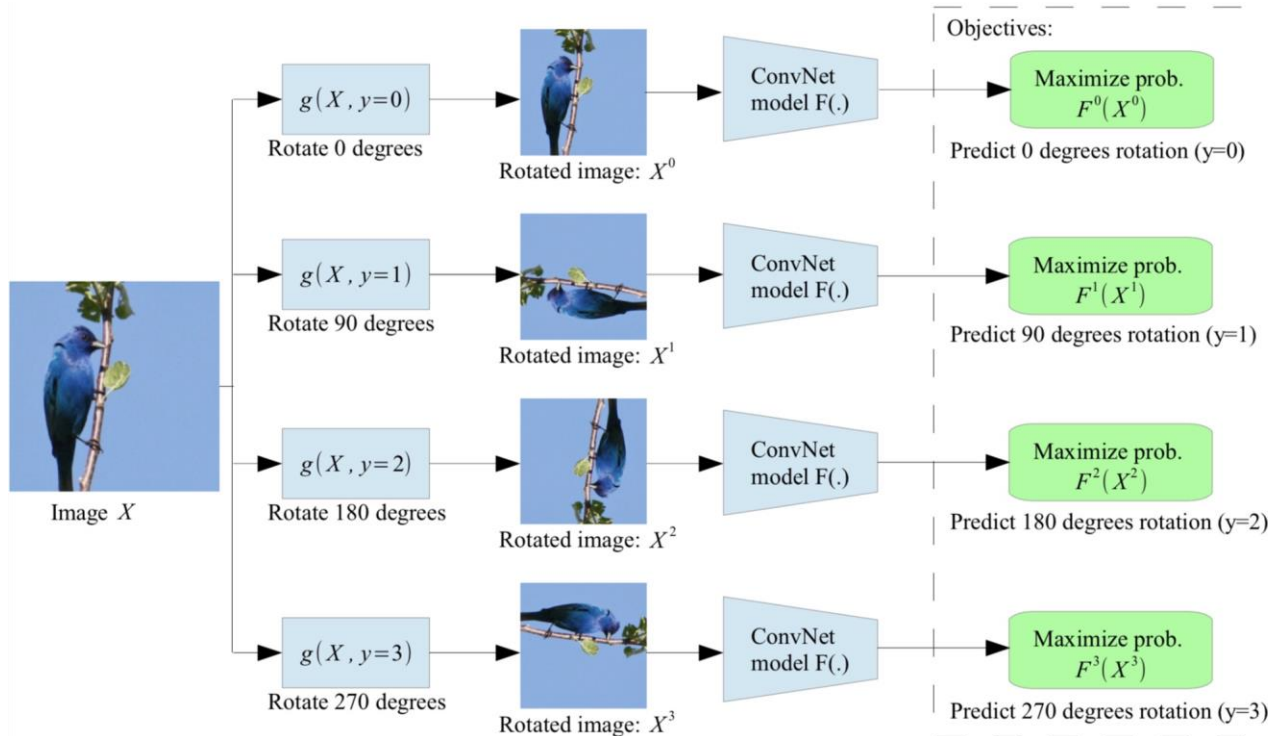 Objectives:
g(X, y=0)
Rotate 0 degrees
Rotated image: X⁰
ConvNet
model F(.)
Maximize prob.
F⁰(X⁰)
Predict 0 degrees rotation (y=0)
g(X, y=1)
Rotate 90 degrees
Rotated image: X¹
ConvNet
model F(.)
Maximize prob.
F¹(X¹)
Predict 90 degrees rotation (y=1)
Image X
g(X, y=2)
Rotate 180 degrees
Rotated image: X²
ConvNet
model F(.)
Maximize prob.
F²(X²)
Predict 180 degrees rotation (y=2)
g(X, y=3)
Rotate 270 degrees
Rotated image: X³
ConvNet
model F(.)
Maximize prob.
F³(X³)
Predict 270 degrees rotation (y=3)